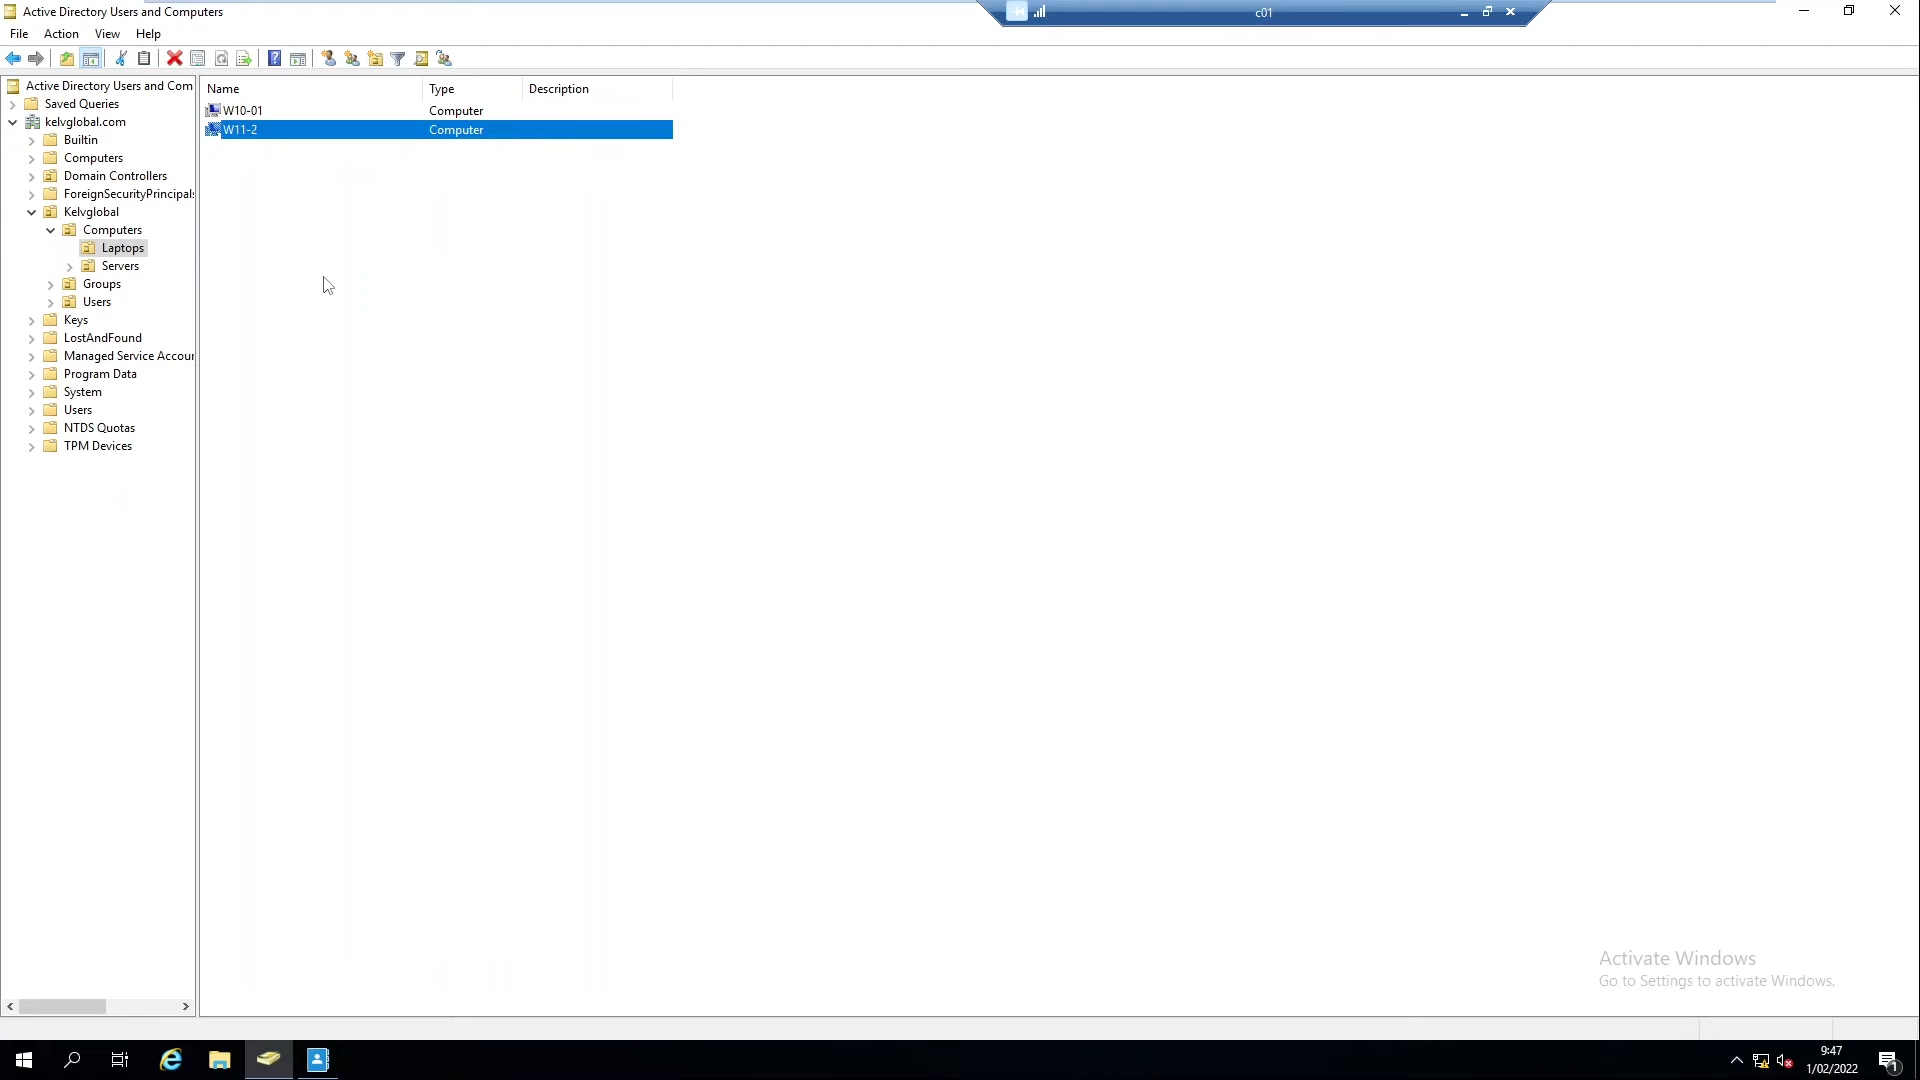 Active Directory Users and Computers
c01
File Action View Help
Active Directory Users and Com
Saved Queries
kelvglobal.com
Builtin
Computers
Domain Controllers
ForeignSecurityPrincipals
Kelvglobal
Computers
Laptops
Servers
Groups
Users
Keys
LostAndFound
Managed Service Accour
Program Data
System
Users
NTDS Quotas
TPM Devices
Name Type Description
W10-01 Computer
W11-2 Computer
Activate Windows
Go to Settings to activate Windows.
9:47
1/02/2022
1